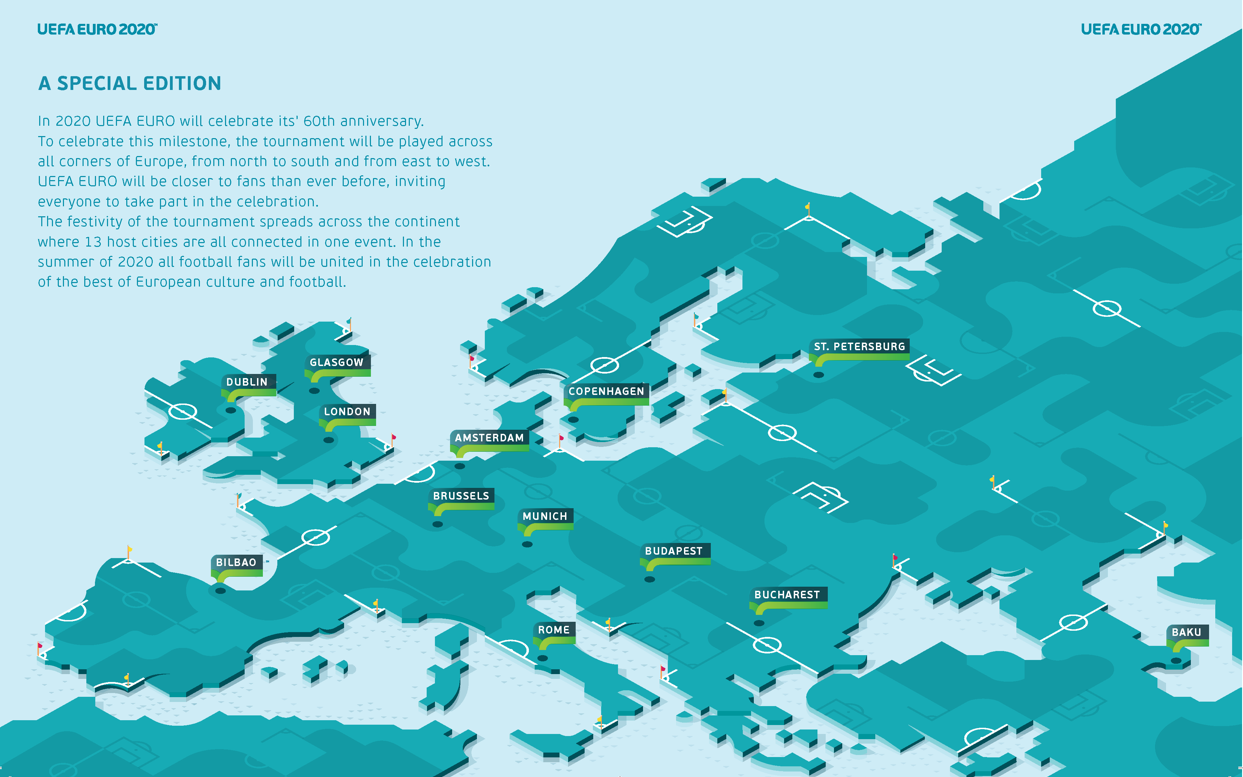 UEFA EURO 2020™
UEFA EURO 2020™
A SPECIAL EDITION
In 2020 UEFA EURO will celebrate its' 60th anniversary.
To celebrate this milestone, the tournament will be played across
all corners of Europe, from north to south and from east to west.
UEFA EURO will be closer to fans than ever before, inviting
everyone to take part in the celebration.
The festivity of the tournament spreads across the continent
where 13 host cities are all connected in one event. In the
summer of 2020 all football fans will be united in the celebration
of the best of European culture and football.
ST. PETERSBURG
GLASGOW
DUBLIN
COPENHAGEN
LONDON
AMSTERDAM
BRUSSELS
MUNICH
BUDAPEST
BILBAO
BUCHAREST
ROME
BAKU